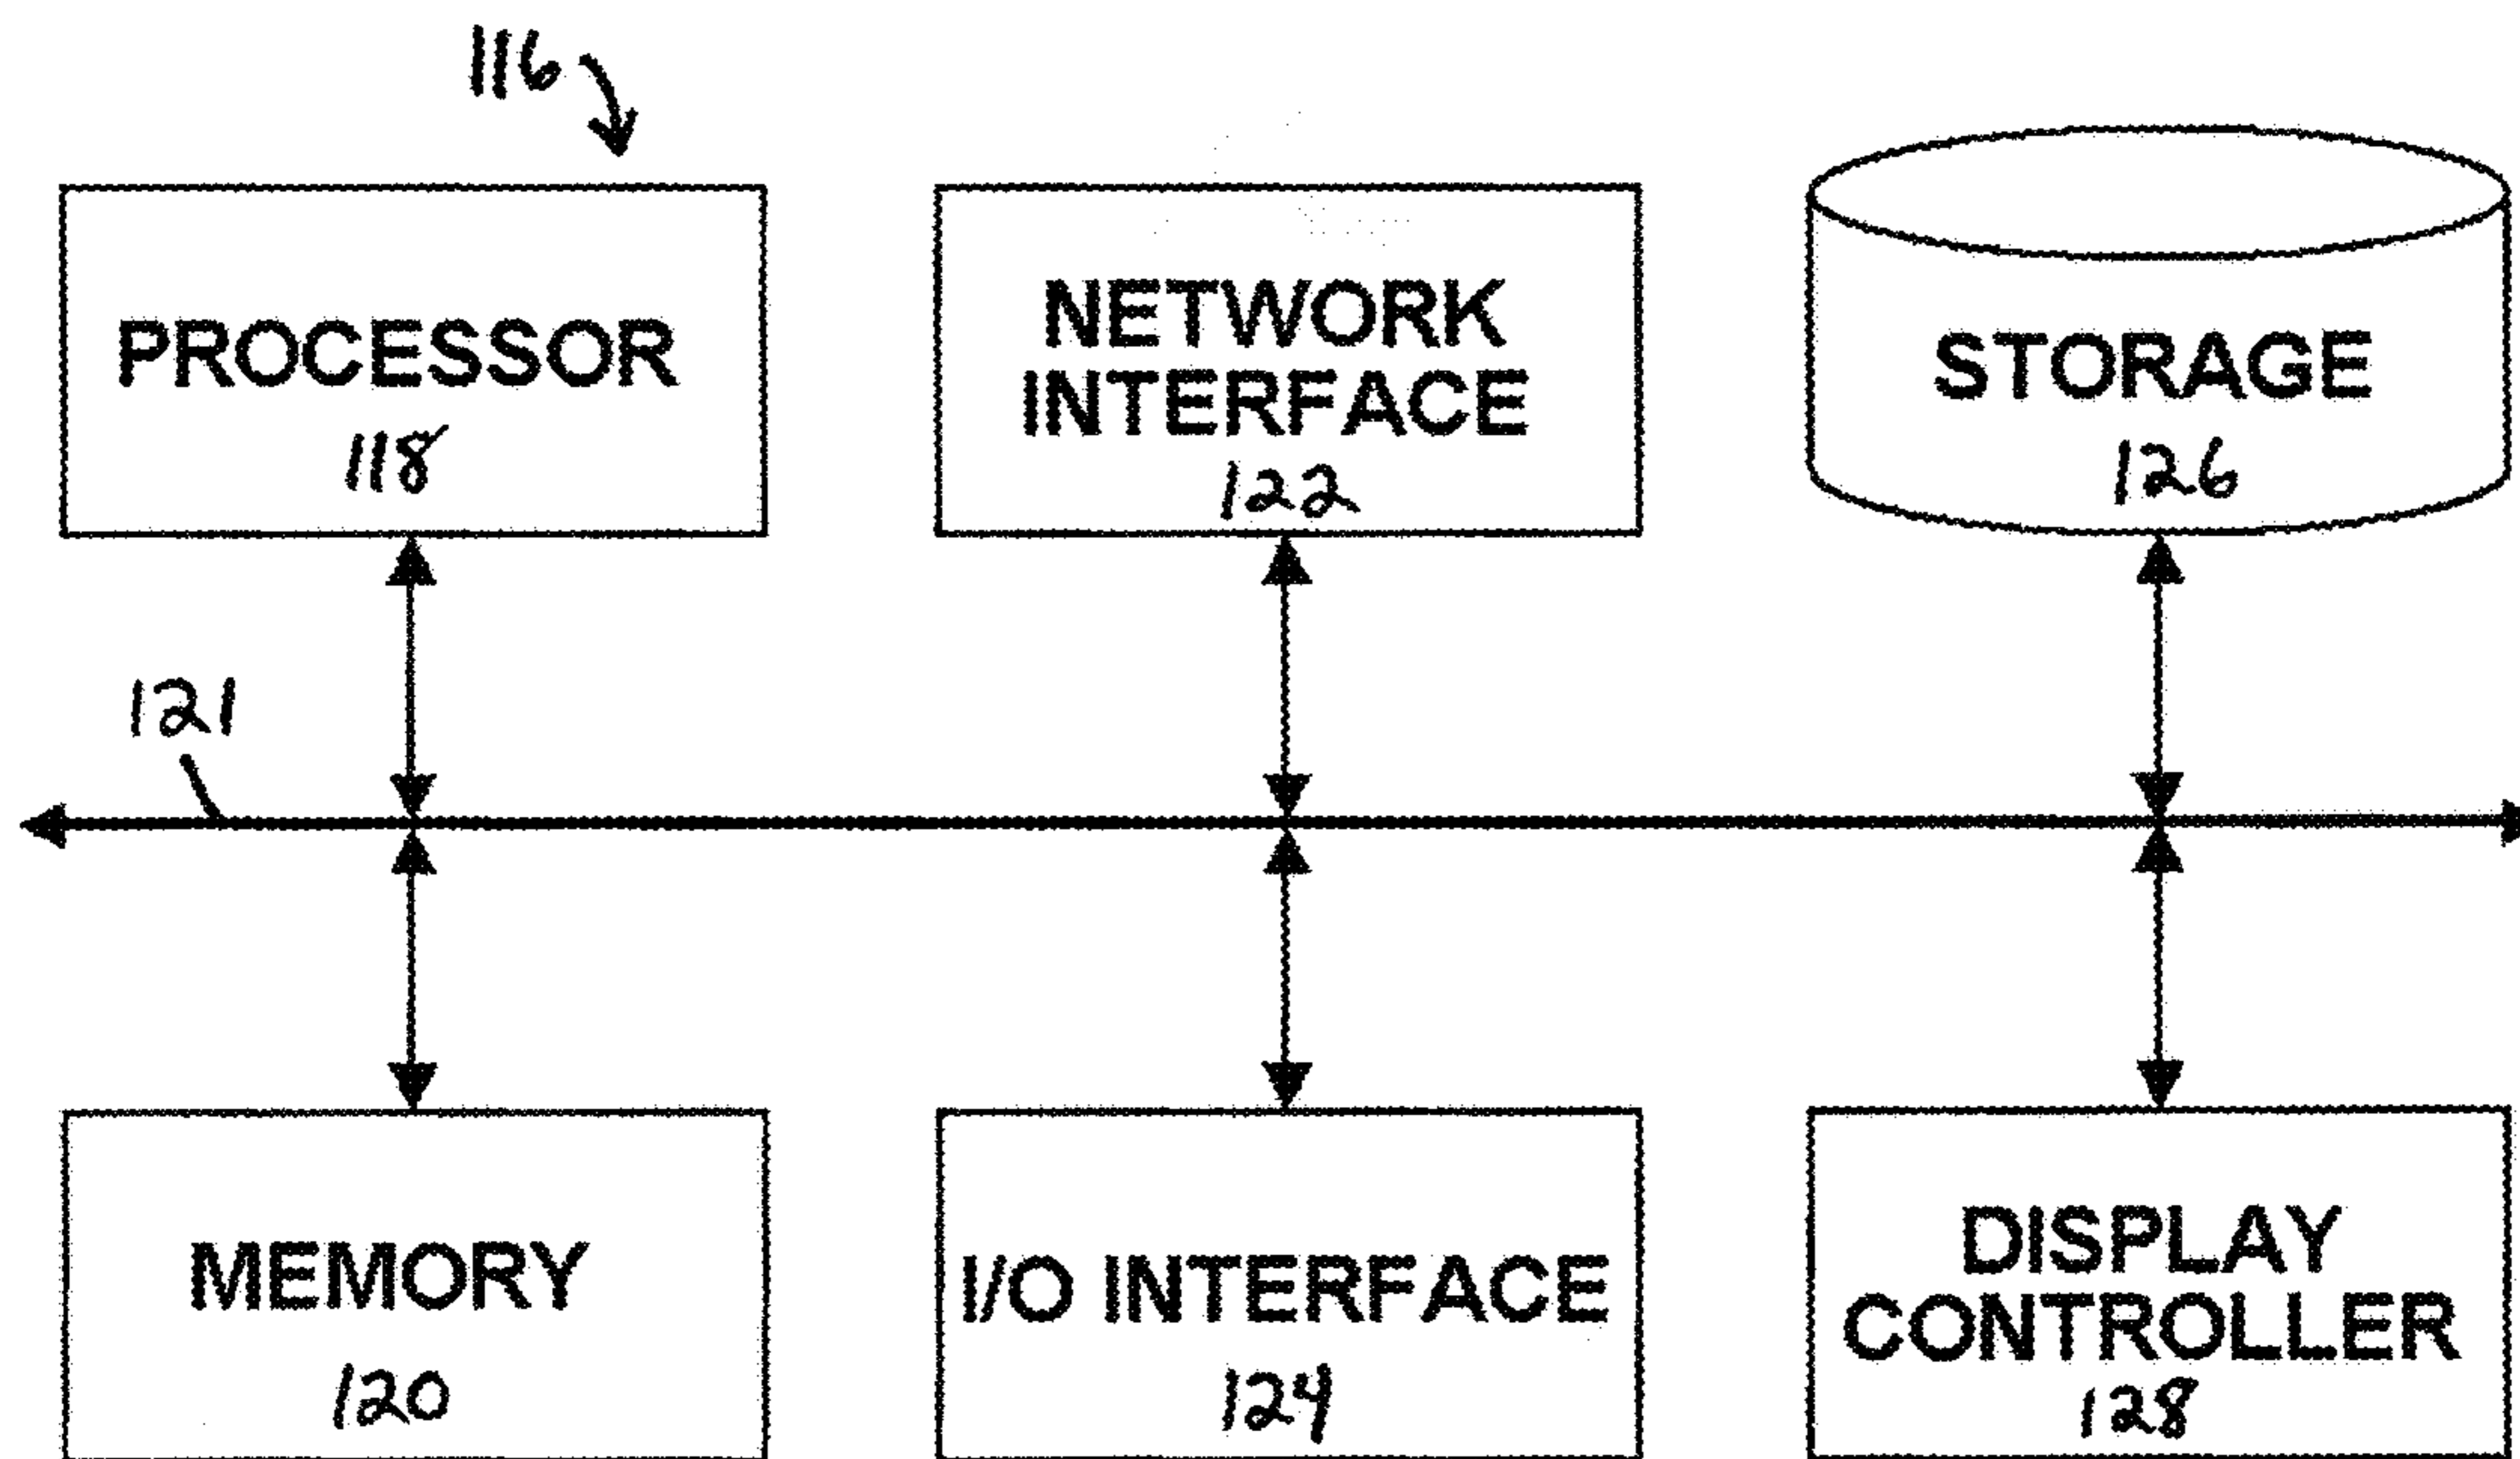 116
PROCESSOR
118
NETWORK
INTERFACE
122
STORAGE
126
121
MEMORY
120
I/O INTERFACE
124
DISPLAY
CONTROLLER
128